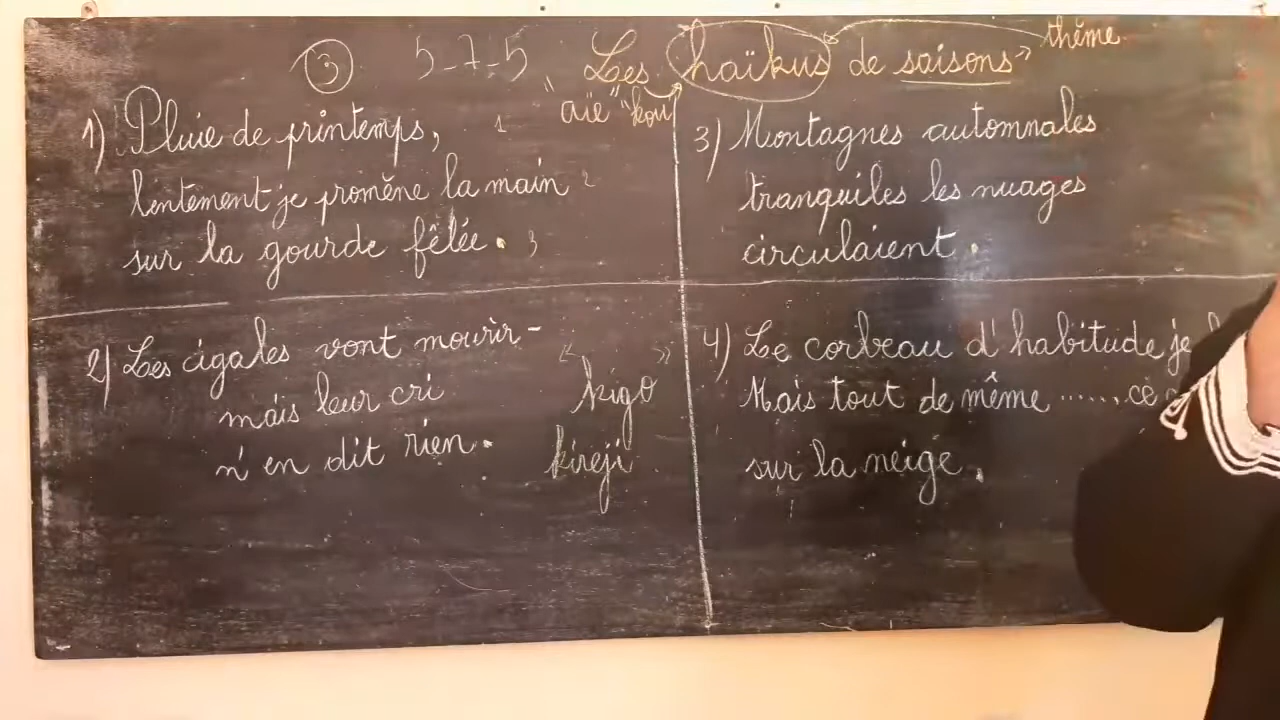 ③ 5-7-5 Les haïkus de saisons thème
"aïe" "kou"
1) Pluie de printemps, 1
lentement je promène la main 2
sur la gourde fêlée. 3
2) Les cigales vont mourir -
mais leur cri
n'en dit rien.
« »
kigo
kireji
3) Montagnes automnales
tranquiles les nuages
circulaient.
4) Le corbeau d'habitude je
Mais tout de même ...... ce
sur la neige.